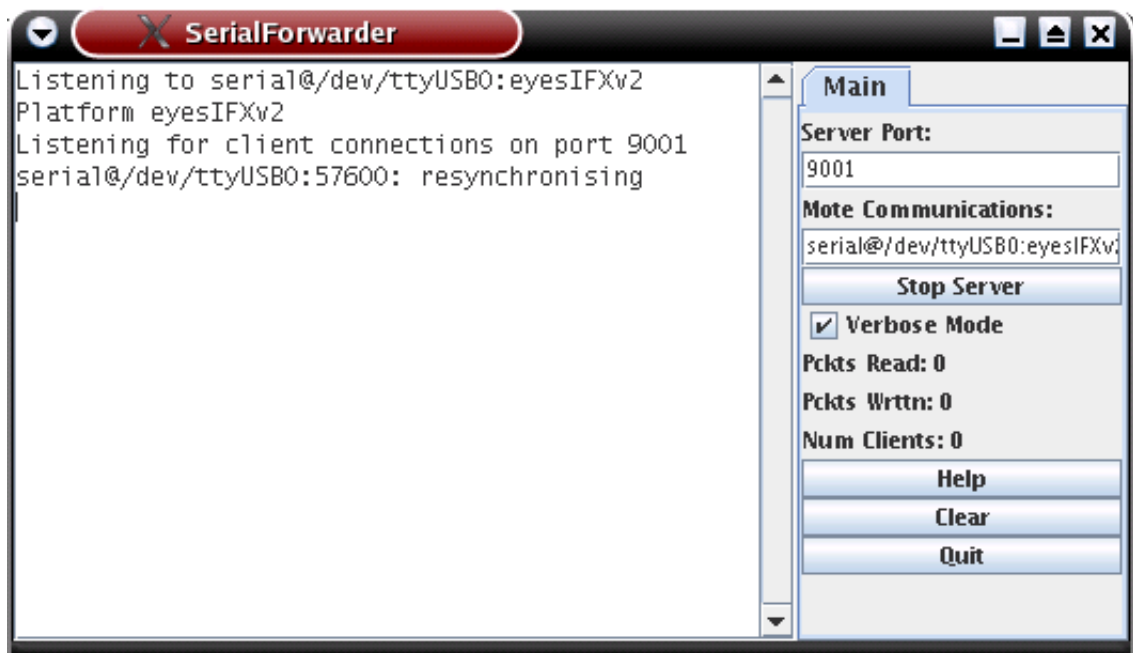 SerialForwarder
Listening to serial@/dev/ttyUSB0:eyesIFXv2
Platform eyesIFXv2
Listening for client connections on port 9001
serial@/dev/ttyUSB0:57600: resynchronising
Main
Server Port:
9001
Mote Communications:
serial@/dev/ttyUSB0:eyesIFXv
Stop Server
Verbose Mode
Pckts Read: 0
Pckts Wrttn: 0
Num Clients: 0
Help
Clear
Quit